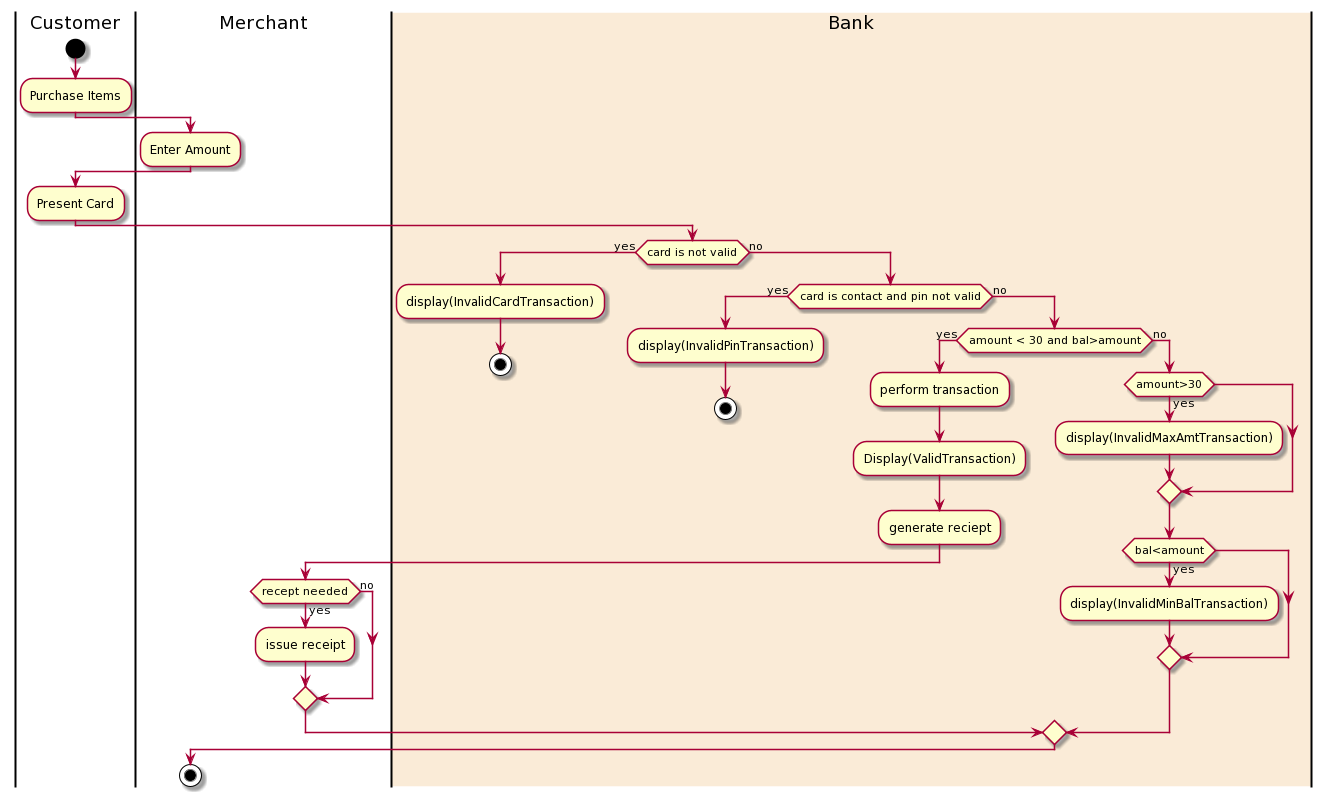 Customer
Merchant
Bank
Purchase Items
Enter Amount
Present Card
yes
card is not valid
no
display(InvalidCardTransaction)
yes
card is contact and pin not valid
no
display(InvalidPinTransaction)
yes
amount < 30 and bal>amount
no
perform transaction
amount>30
yes
Display(ValidTransaction)
display(InvalidMaxAmtTransaction)
generate reciept
bal<amount
yes
recept needed
no
yes
display(InvalidMinBalTransaction)
issue receipt